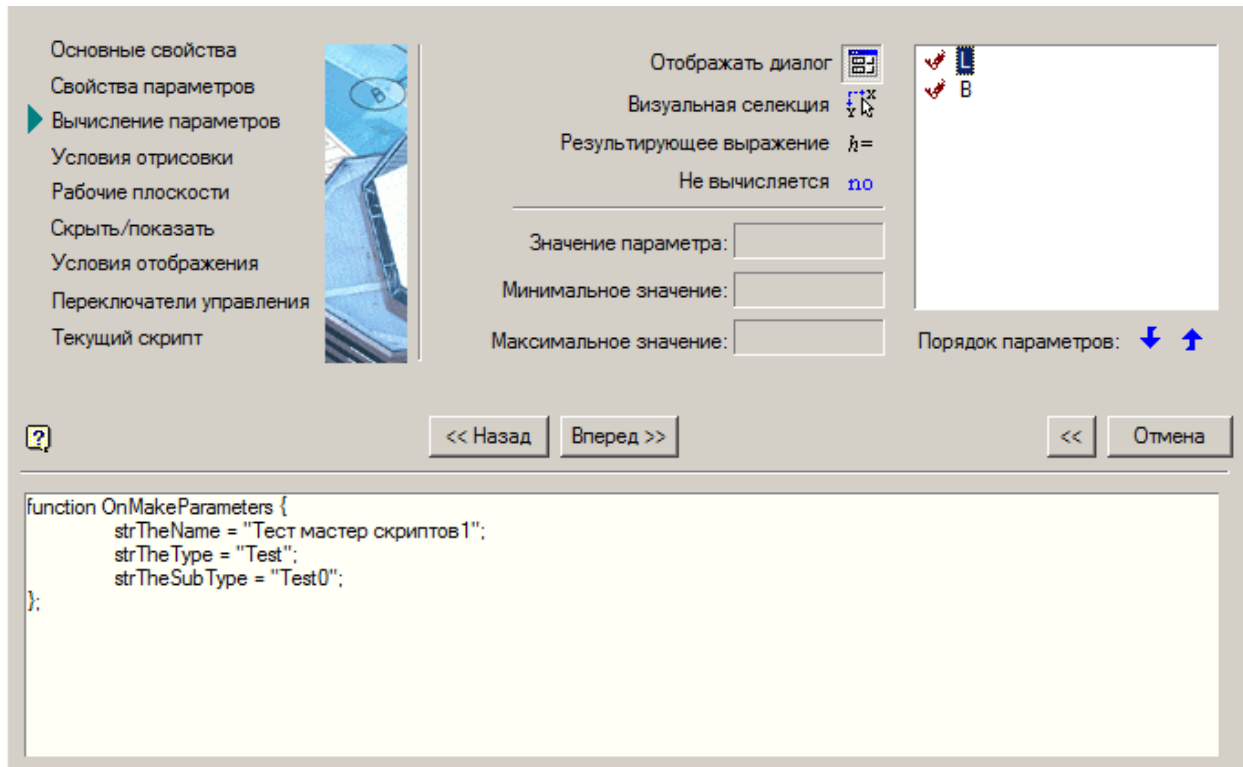 Основные свойства
Свойства параметров
Вычисление параметров
Условия отрисовки
Рабочие плоскости
Скрыть/показать
Условия отображения
Переключатели управления
Текущий скрипт
B
Отображать диалог
Визуальная селекция
Результирующее выражение h=
Не вычисляется no
Значение параметра:
Минимальное значение:
Максимальное значение:
L
B
Порядок параметров:
<< Назад
Вперед >>
<<
Отмена
function OnMakeParameters {
strTheName = "Тест мастер скриптов1";
strTheType = "Test";
strTheSubType = "Test0";
};